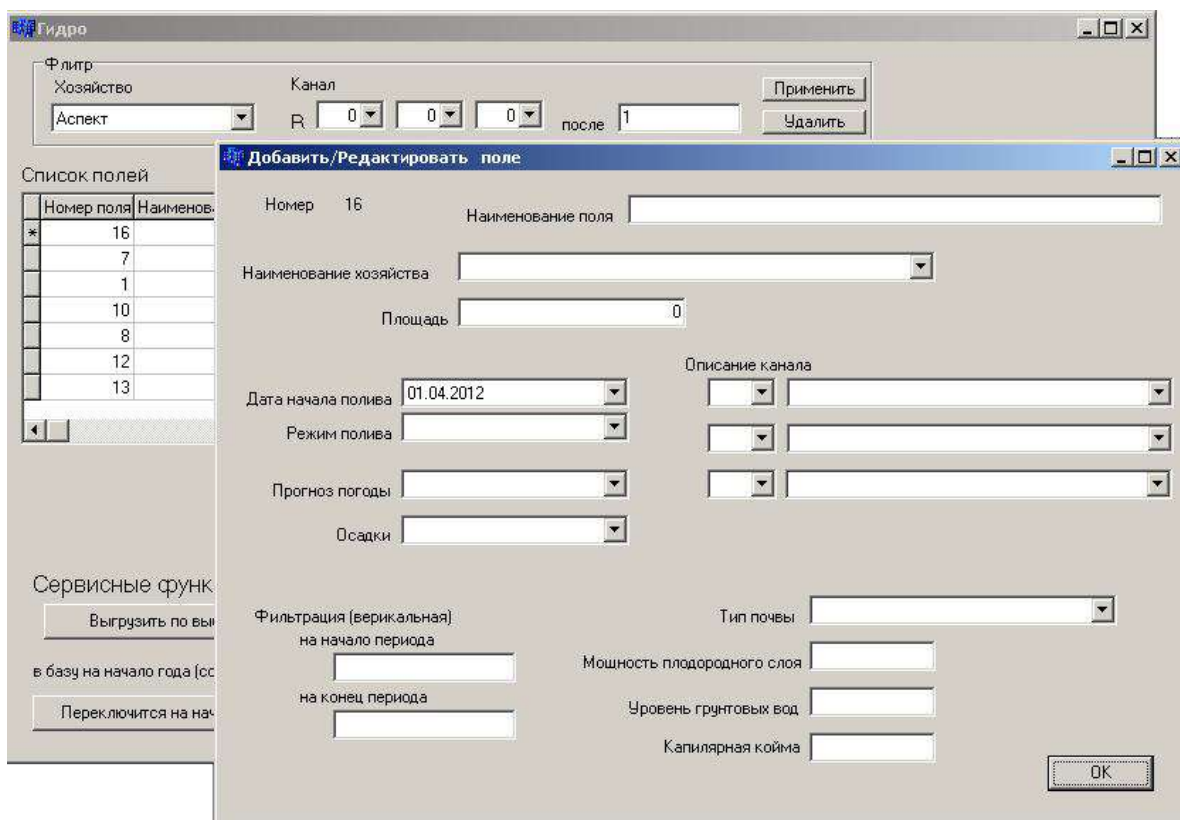 Гидро
Флитр
Хозяйство
Канал
Применить
Аспект
R 0 0 0 после 1
Удалить
Добавить/Редактировать поле
Список полей
Номер 16
Наименование поля
Номер поля
* 16
7
1
10
8
12
13
Наименование хозяйства
Площадь 0
Описание канала
Дата начала полива 01.04.2012
Режим полива
Прогноз погоды
Осадки
Сервисные
Выгрузить по
Фильтрация (верикальная)
Тип почвы
на начало периода
Мощность плодородного слоя
в базу на начало года
на конец периода
Уровень грунтовых вод
Переключится на
Капилярная койма
OK